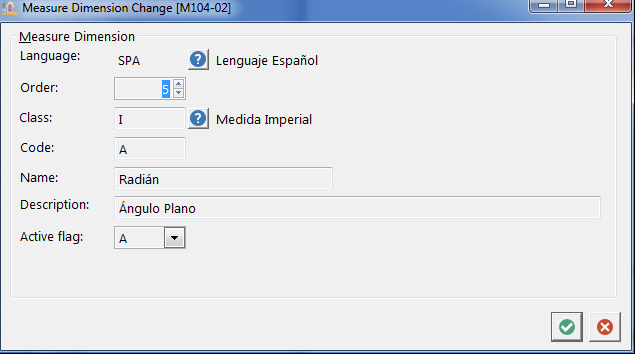 Measure Dimension Change [M104-02]
Measure Dimension
Language: SPA ? Lenguaje Español
Order: 5
Class: I ? Medida Imperial
Code: A
Name: Radián
Description: Ángulo Plano
Active flag: A